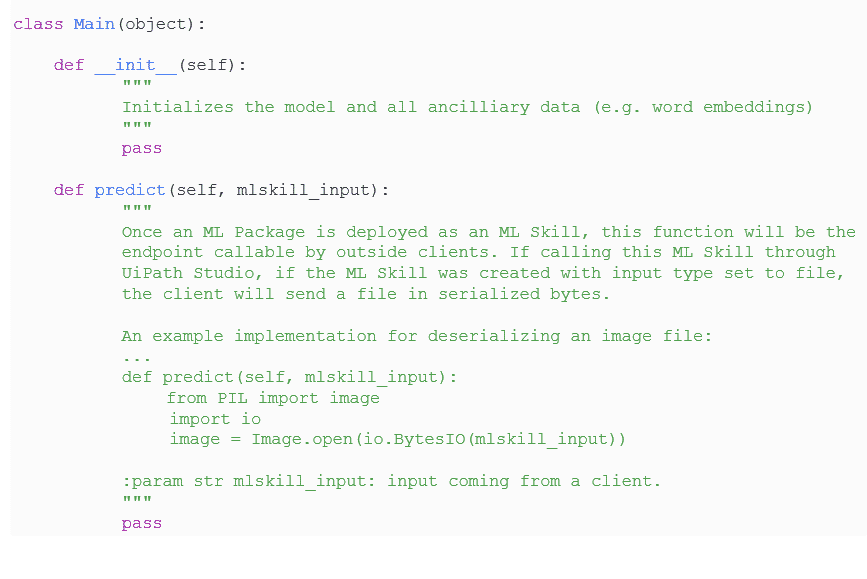 class Main(object):
def __init__(self):
"""
Initializes the model and all ancilliary data (e.g. word embeddings)
"""
pass
def predict(self, mlskill_input):
"""
Once an ML Package is deployed as an ML Skill, this function will be the
endpoint callable by outside clients. If calling this ML Skill through
UiPath Studio, if the ML Skill was created with input type set to file,
the client will send a file in serialized bytes.
An example implementation for deserializing an image file:
...
def predict(self, mlskill_input):
from PIL import image
import io
image = Image.open(io.BytesIO(mlskill_input))
:param str mlskill_input: input coming from a client.
"""
pass